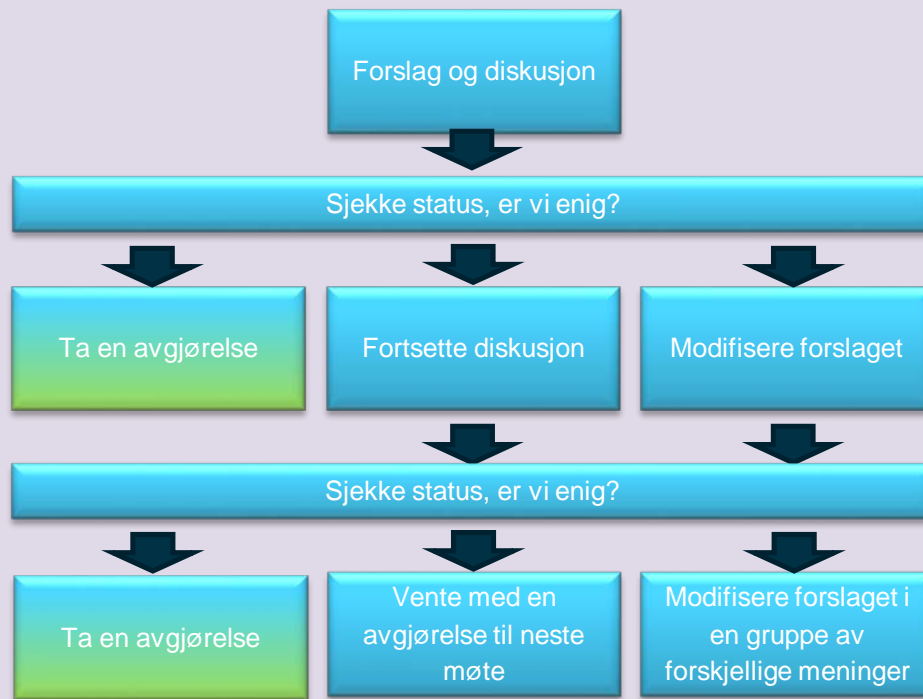 Forslag og diskusjon
Sjekke status, er vi enig?
Ta en avgjørelse
Fortsette diskusjon
Modifisere forslaget
Sjekke status, er vi enig?
Ta en avgjørelse
Vente med en
avgjørelse til neste
møte
Modifisere forslaget i
en gruppe av
forskjellige meninger